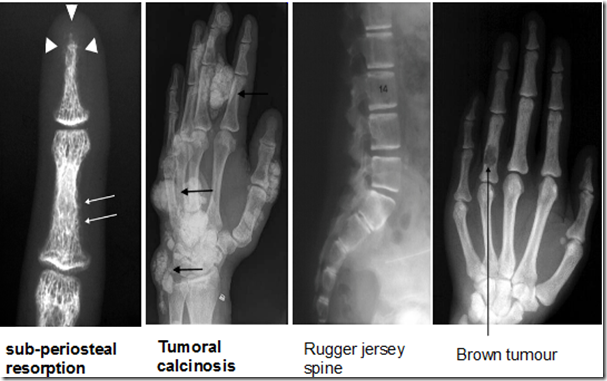 14
sub-periosteal
resorption
Tumoral
calcinosis
Rugger jersey
spine
Brown tumour